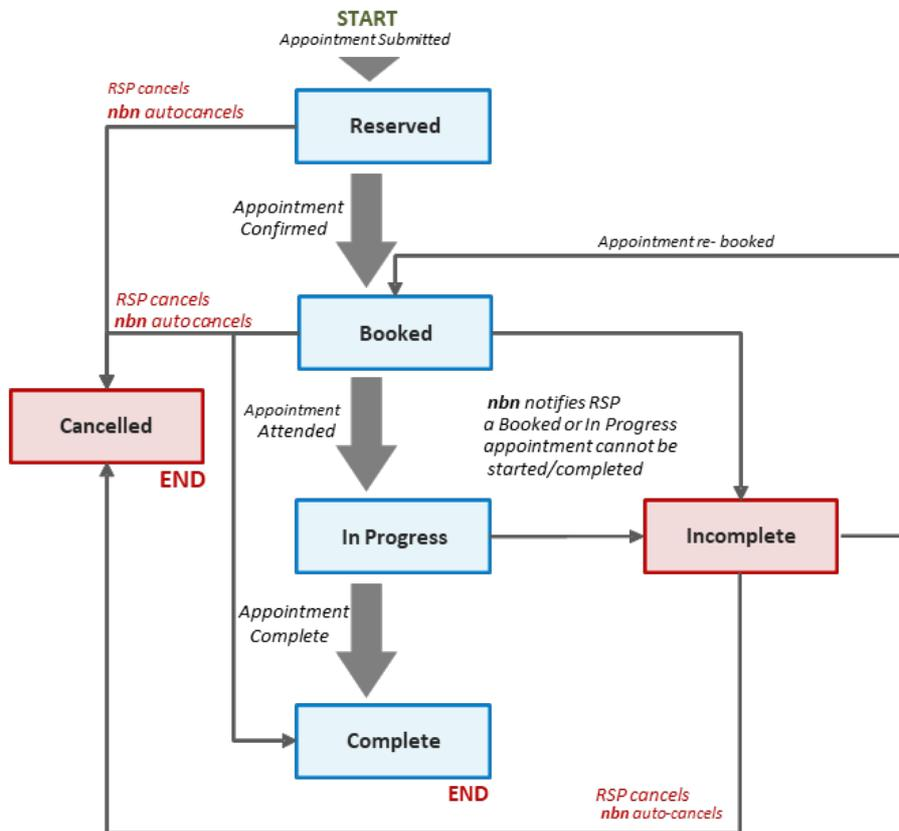 START
Appointment Submitted
RSP cancels
nbn autocancels
Reserved
Appointment
Confirmed
Appointment re- booked
RSP cancels
nbn autocancels
Booked
Cancelled
END
Appointment
Attended
nbn notifies RSP
a Booked or In Progress
appointment cannot be
started/completed
In Progress
Incomplete
Appointment
Complete
Complete
END
RSP cancels
nbn auto-cancels